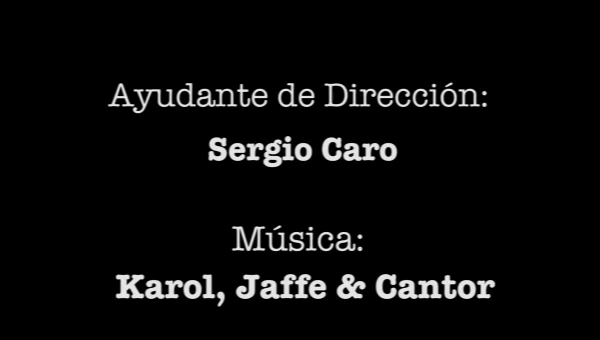 Ayudante de Dirección:
Sergio Caro
Música:
Karol, Jaffe & Cantor